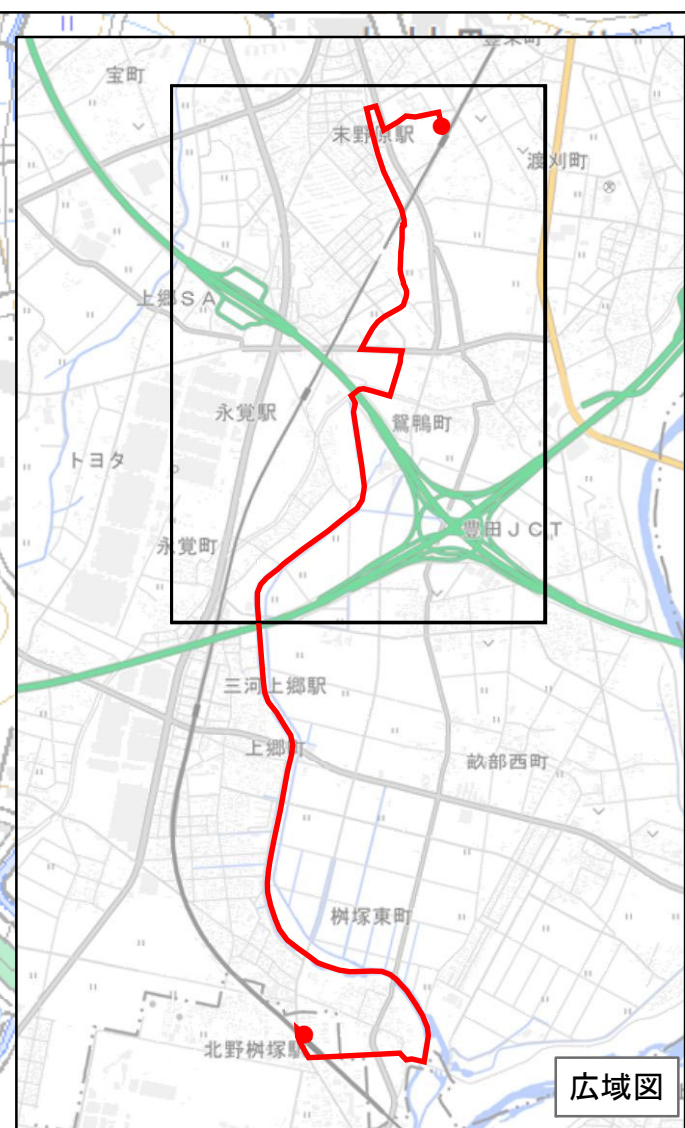 宝町
末野原駅
渡刈町
上郷SA
永覚駅
鴛鴨町
トヨタ
豊田JCT
永覚町
三河上郷駅
上郷町
畝部西町
桝塚東町
北野桝塚駅
広域図